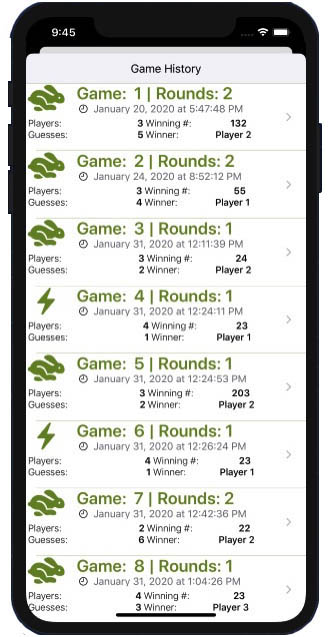 9:45
Game History
Game: 1 | Rounds: 2
January 20, 2020 at 5:47:48 PM
Players: 3 Winning #: 132
Guesses: 5 Winner: Player 2
Game: 2 | Rounds: 2
January 24, 2020 at 8:52:12 PM
Players: 3 Winning #: 55
Guesses: 4 Winner: Player 1
Game: 3 | Rounds: 1
January 31, 2020 at 12:11:39 PM
Players: 3 Winning #: 24
Guesses: 2 Winner: Player 2
Game: 4 | Rounds: 1
January 31, 2020 at 12:24:11 PM
Players: 4 Winning #: 23
Guesses: 1 Winner: Player 1
Game: 5 | Rounds: 1
January 31, 2020 at 12:24:53 PM
Players: 3 Winning #: 203
Guesses: 2 Winner: Player 2
Game: 6 | Rounds: 1
January 31, 2020 at 12:26:24 PM
Players: 4 Winning #: 23
Guesses: 1 Winner: Player 1
Game: 7 | Rounds: 2
January 31, 2020 at 12:42:36 PM
Players: 2 Winning #: 22
Guesses: 6 Winner: Player 2
Game: 8 | Rounds: 1
January 31, 2020 at 1:04:26 PM
Players: 4 Winning #: 23
Guesses: 3 Winner: Player 3